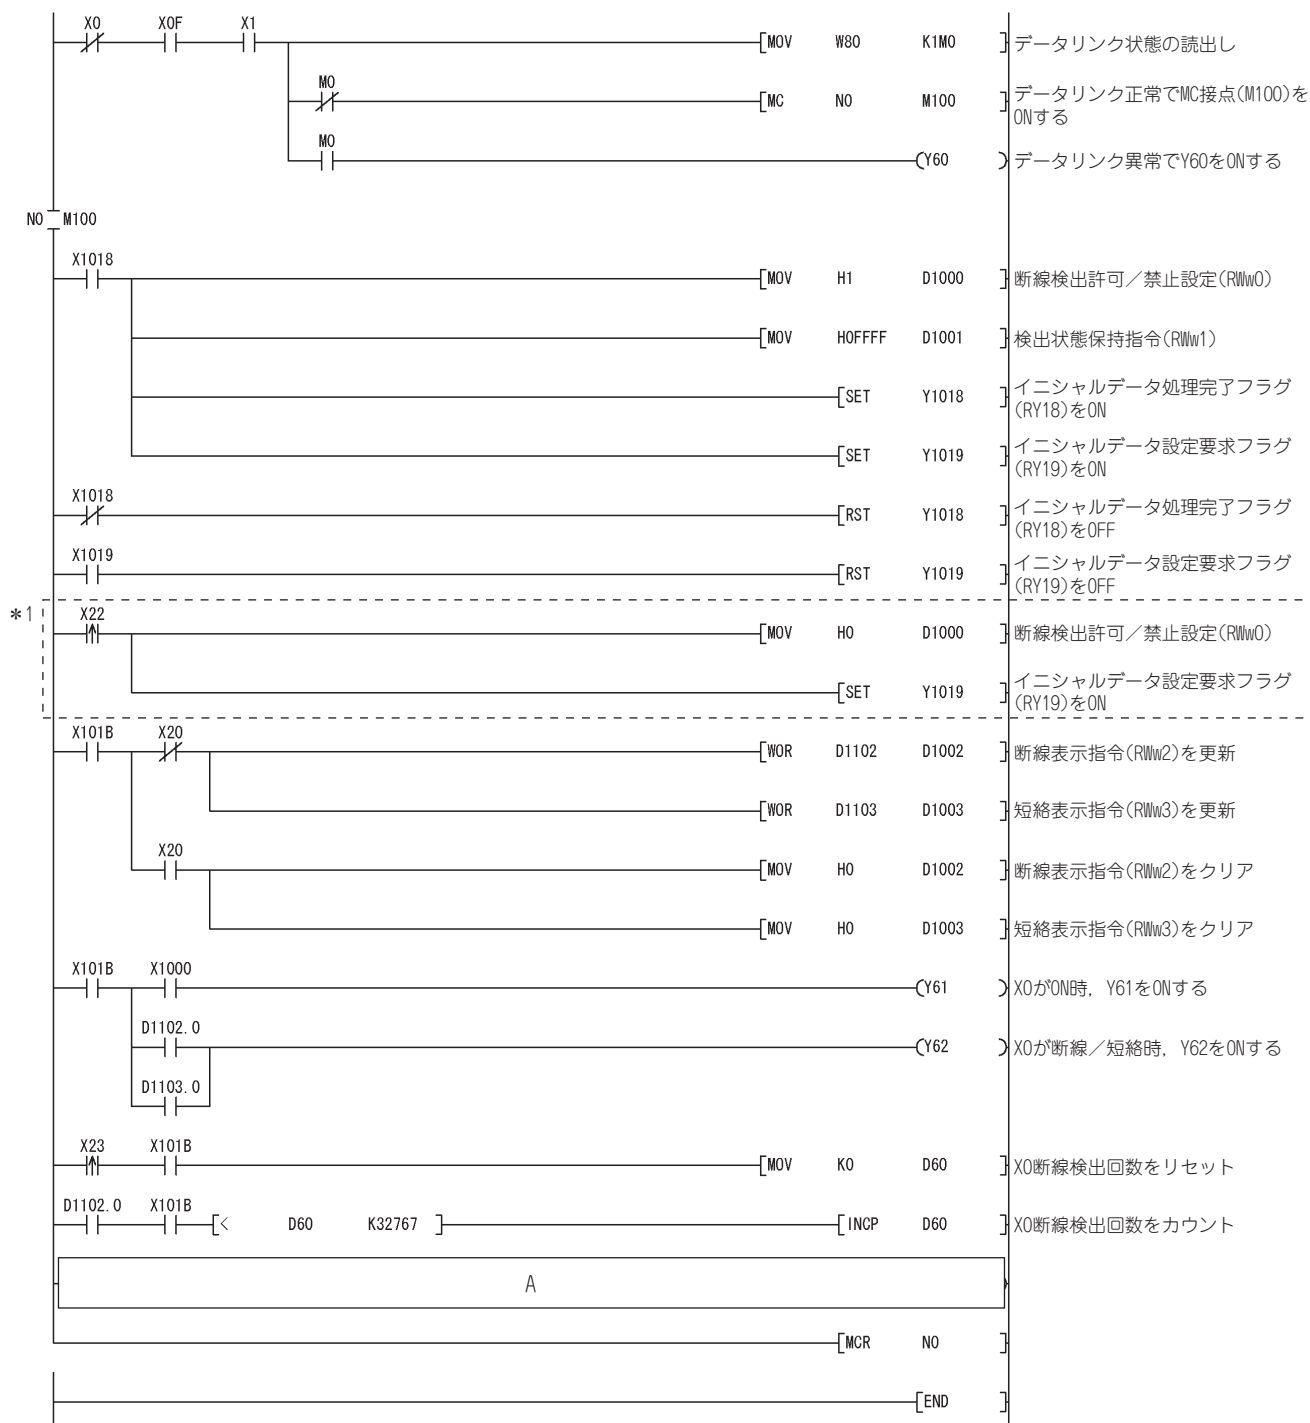 X0 X0F X1
MOV W80 K1M0 データリンク状態の読出し
M0
MC N0 M100 データリンク正常でMC接点(M100)を
ONする
M0
Y60 データリンク異常でY60をONする
N0 M100
X1018
MOV H1 D1000 断線検出許可／禁止設定(RWw0)
MOV H0FFFF D1001 検出状態保持指令(RWw1)
SET Y1018 イニシャルデータ処理完了フラグ
(RY18)をON
SET Y1019 イニシャルデータ設定要求フラグ
(RY19)をON
X1018
RST Y1018 イニシャルデータ処理完了フラグ
(RY18)をOFF
X1019
RST Y1019 イニシャルデータ設定要求フラグ
(RY19)をOFF
*1
X22
MOV H0 D1000 断線検出許可／禁止設定(RWw0)
SET Y1019 イニシャルデータ設定要求フラグ
(RY19)をON
X101B X20
WOR D1102 D1002 断線表示指令(RWw2)を更新
WOR D1103 D1003 短絡表示指令(RWw3)を更新
X20
MOV H0 D1002 断線表示指令(RWw2)をクリア
MOV H0 D1003 短絡表示指令(RWw3)をクリア
X101B X1000
Y61 X0がON時，Y61をONする
D1102.0
Y62 X0が断線／短絡時，Y62をONする
D1103.0
X23 X101B
MOV K0 D60 X0断線検出回数をリセット
D1102.0 X101B
< D60 K32767 INCP D60 X0断線検出回数をカウント
A
MCR N0
END